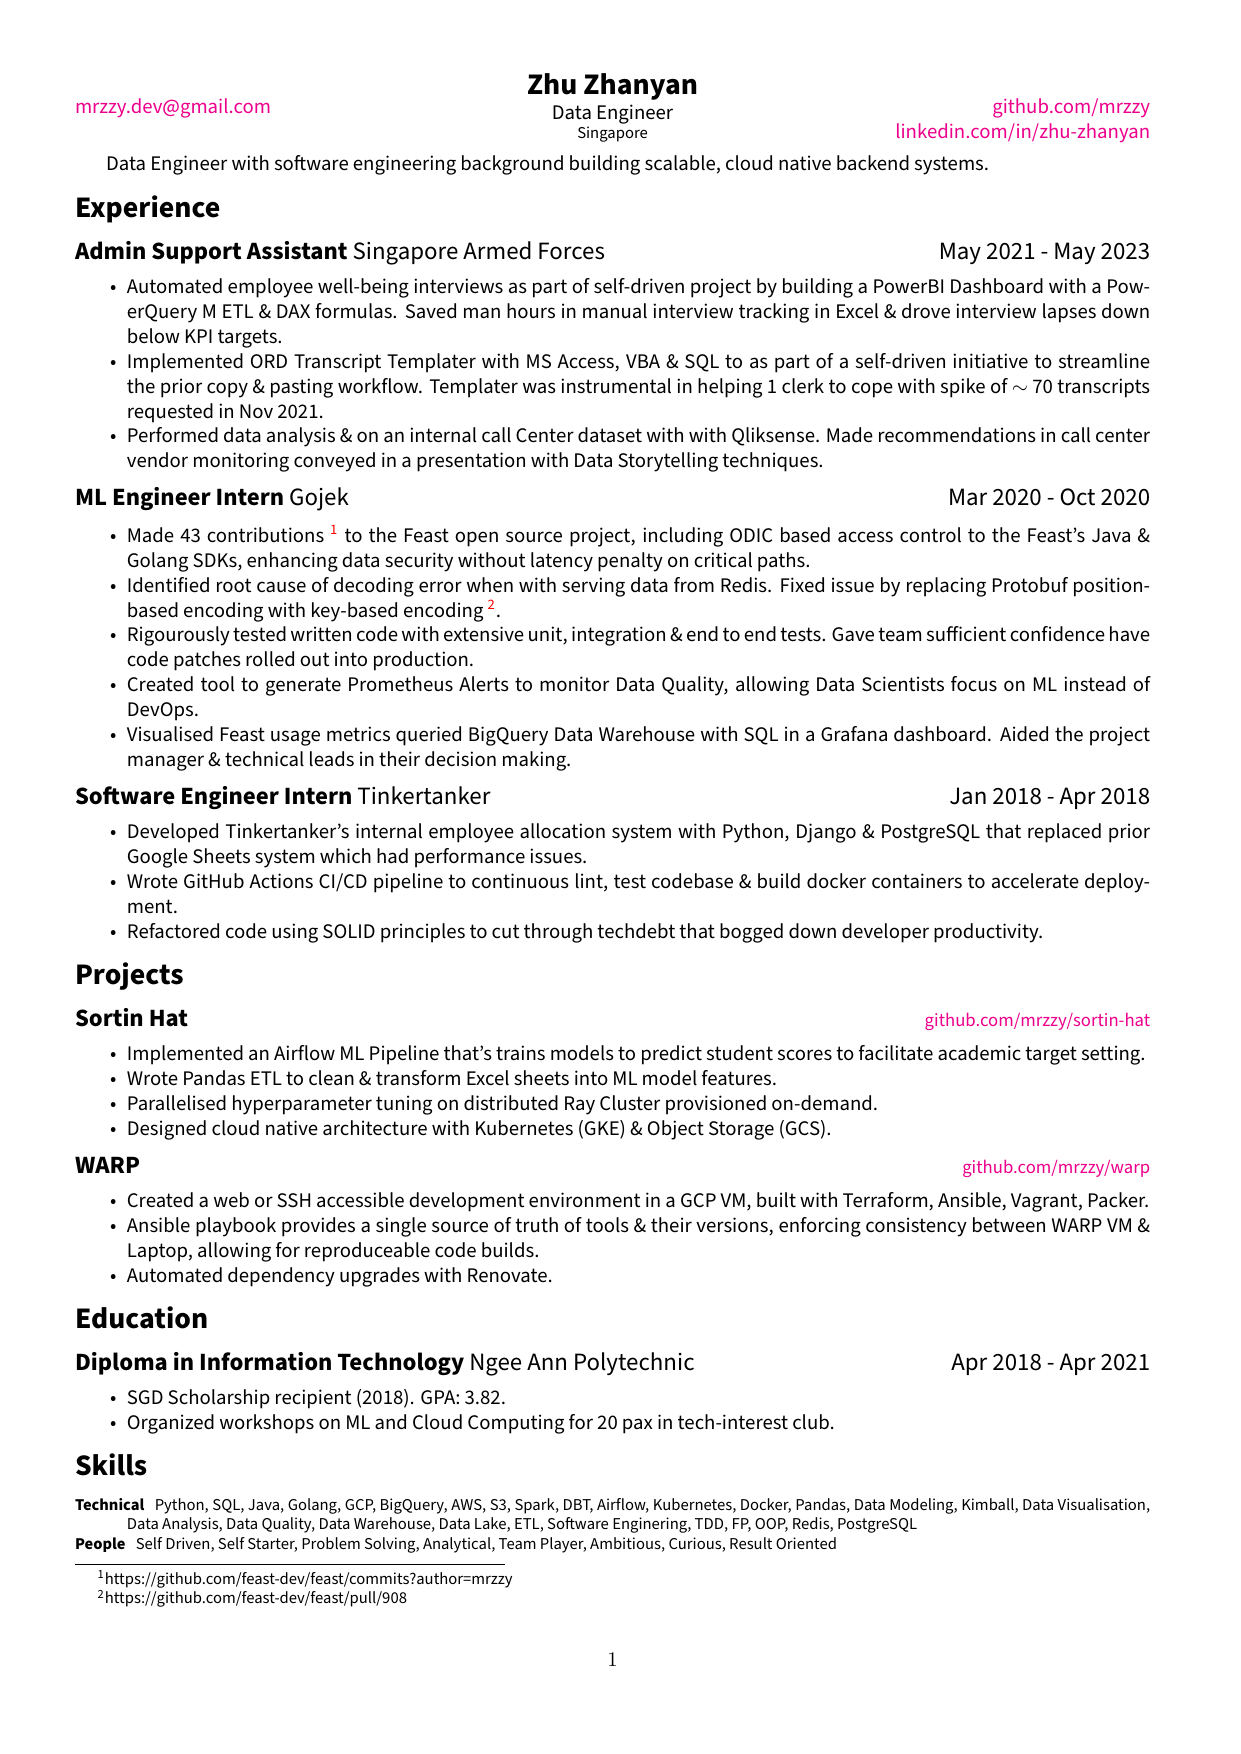 Zhu Zhanyan
mrzzy.dev@gmail.com
Data Engineer
Singapore
github.com/mrzzy
linkedin.com/in/zhu-zhanyan
Data Engineer with software engineering background building scalable, cloud native backend systems.
Experience
Admin Support Assistant Singapore Armed Forces May 2021 - May 2023
• Automated employee well-being interviews as part of self-driven project by building a PowerBI Dashboard with a Pow-
erQuery M ETL & DAX formulas. Saved man hours in manual interview tracking in Excel & drove interview lapses down
below KPI targets.
• Implemented ORD Transcript Templater with MS Access, VBA & SQL to as part of a self-driven initiative to streamline
the prior copy & pasting workflow. Templater was instrumental in helping 1 clerk to cope with spike of ∼ 70 transcripts
requested in Nov 2021.
• Performed data analysis & on an internal call Center dataset with with Qliksense. Made recommendations in call center
vendor monitoring conveyed in a presentation with Data Storytelling techniques.
ML Engineer Intern Gojek Mar 2020 - Oct 2020
• Made 43 contributions 1 to the Feast open source project, including ODIC based access control to the Feast's Java &
Golang SDKs, enhancing data security without latency penalty on critical paths.
• Identified root cause of decoding error when with serving data from Redis. Fixed issue by replacing Protobuf position-
based encoding with key-based encoding 2.
• Rigourously tested written code with extensive unit, integration & end to end tests. Gave team sufficient confidence have
code patches rolled out into production.
• Created tool to generate Prometheus Alerts to monitor Data Quality, allowing Data Scientists focus on ML instead of
DevOps.
• Visualised Feast usage metrics queried BigQuery Data Warehouse with SQL in a Grafana dashboard. Aided the project
manager & technical leads in their decision making.
Software Engineer Intern Tinkertanker Jan 2018 - Apr 2018
• Developed Tinkertanker's internal employee allocation system with Python, Django & PostgreSQL that replaced prior
Google Sheets system which had performance issues.
• Wrote GitHub Actions CI/CD pipeline to continuous lint, test codebase & build docker containers to accelerate deploy-
ment.
• Refactored code using SOLID principles to cut through techdebt that bogged down developer productivity.
Projects
Sortin Hat github.com/mrzzy/sortin-hat
• Implemented an Airflow ML Pipeline that's trains models to predict student scores to facilitate academic target setting.
• Wrote Pandas ETL to clean & transform Excel sheets into ML model features.
• Parallelised hyperparameter tuning on distributed Ray Cluster provisioned on-demand.
• Designed cloud native architecture with Kubernetes (GKE) & Object Storage (GCS).
WARP github.com/mrzzy/warp
• Created a web or SSH accessible development environment in a GCP VM, built with Terraform, Ansible, Vagrant, Packer.
• Ansible playbook provides a single source of truth of tools & their versions, enforcing consistency between WARP VM &
Laptop, allowing for reproduceable code builds.
• Automated dependency upgrades with Renovate.
Education
Diploma in Information Technology Ngee Ann Polytechnic Apr 2018 - Apr 2021
• SGD Scholarship recipient (2018). GPA: 3.82.
• Organized workshops on ML and Cloud Computing for 20 pax in tech-interest club.
Skills
Technical Python, SQL, Java, Golang, GCP, BigQuery, AWS, S3, Spark, DBT, Airflow, Kubernetes, Docker, Pandas, Data Modeling, Kimball, Data Visualisation,
Data Analysis, Data Quality, Data Warehouse, Data Lake, ETL, Software Enginering, TDD, FP, OOP, Redis, PostgreSQL
People Self Driven, Self Starter, Problem Solving, Analytical, Team Player, Ambitious, Curious, Result Oriented
1https://github.com/feast-dev/feast/commits?author=mrzzy
2https://github.com/feast-dev/feast/pull/908
1